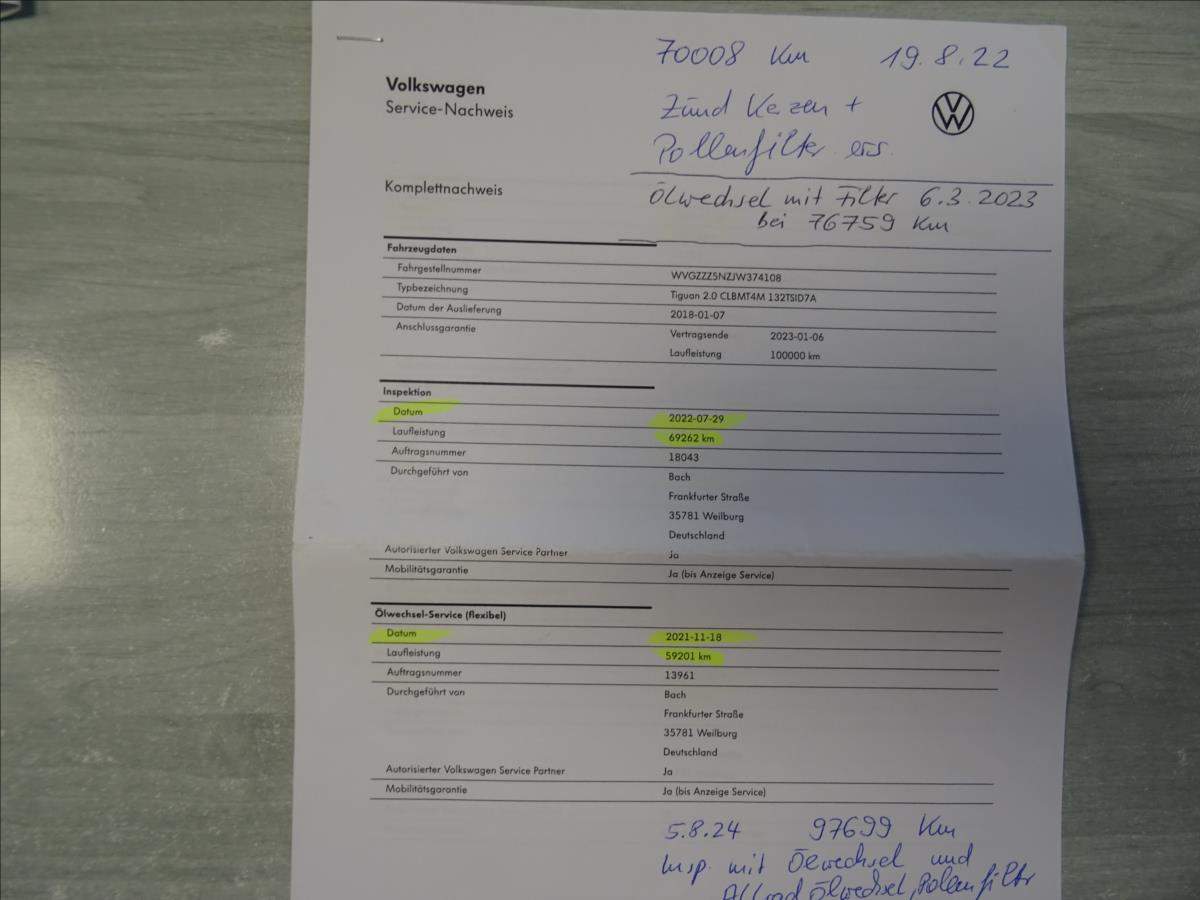 70008 Km 19.8.22
Volkswagen
Service-Nachweis
Zünd Kezen +
Pollenfilter ers.
Komplettnachweis
Ölwechsel mit Filter 6.3.2023
bei 76759 Km
Fahrzeugdaten
Fahrgestellnummer WVGZZZ5NZJW374108
Typbezeichnung Tiguan 2.0 CLBMT4M 132TSID7A
Datum der Auslieferung 2018-01-07
Anschlussgarantie Vertragsende 2023-01-06
Laufleistung 100000 km
Inspektion
Datum 2022-07-29
Laufleistung 69262 km
Auftragsnummer 18043
Durchgeführt von Bach
Frankfurter Straße
35781 Weilburg
Deutschland
Autorisierter Volkswagen Service Partner Ja
Mobilitätsgarantie Ja (bis Anzeige Service)
Ölwechsel-Service (flexibel)
Datum 2021-11-18
Laufleistung 59201 km
Auftragsnummer 13961
Durchgeführt von Bach
Frankfurter Straße
35781 Weilburg
Deutschland
Autorisierter Volkswagen Service Partner Ja
Mobilitätsgarantie Ja (bis Anzeige Service)
5.8.24 97699 Km
Insp. mit Ölwechsel und
Allrad Ölwechsel, Pollenfilter